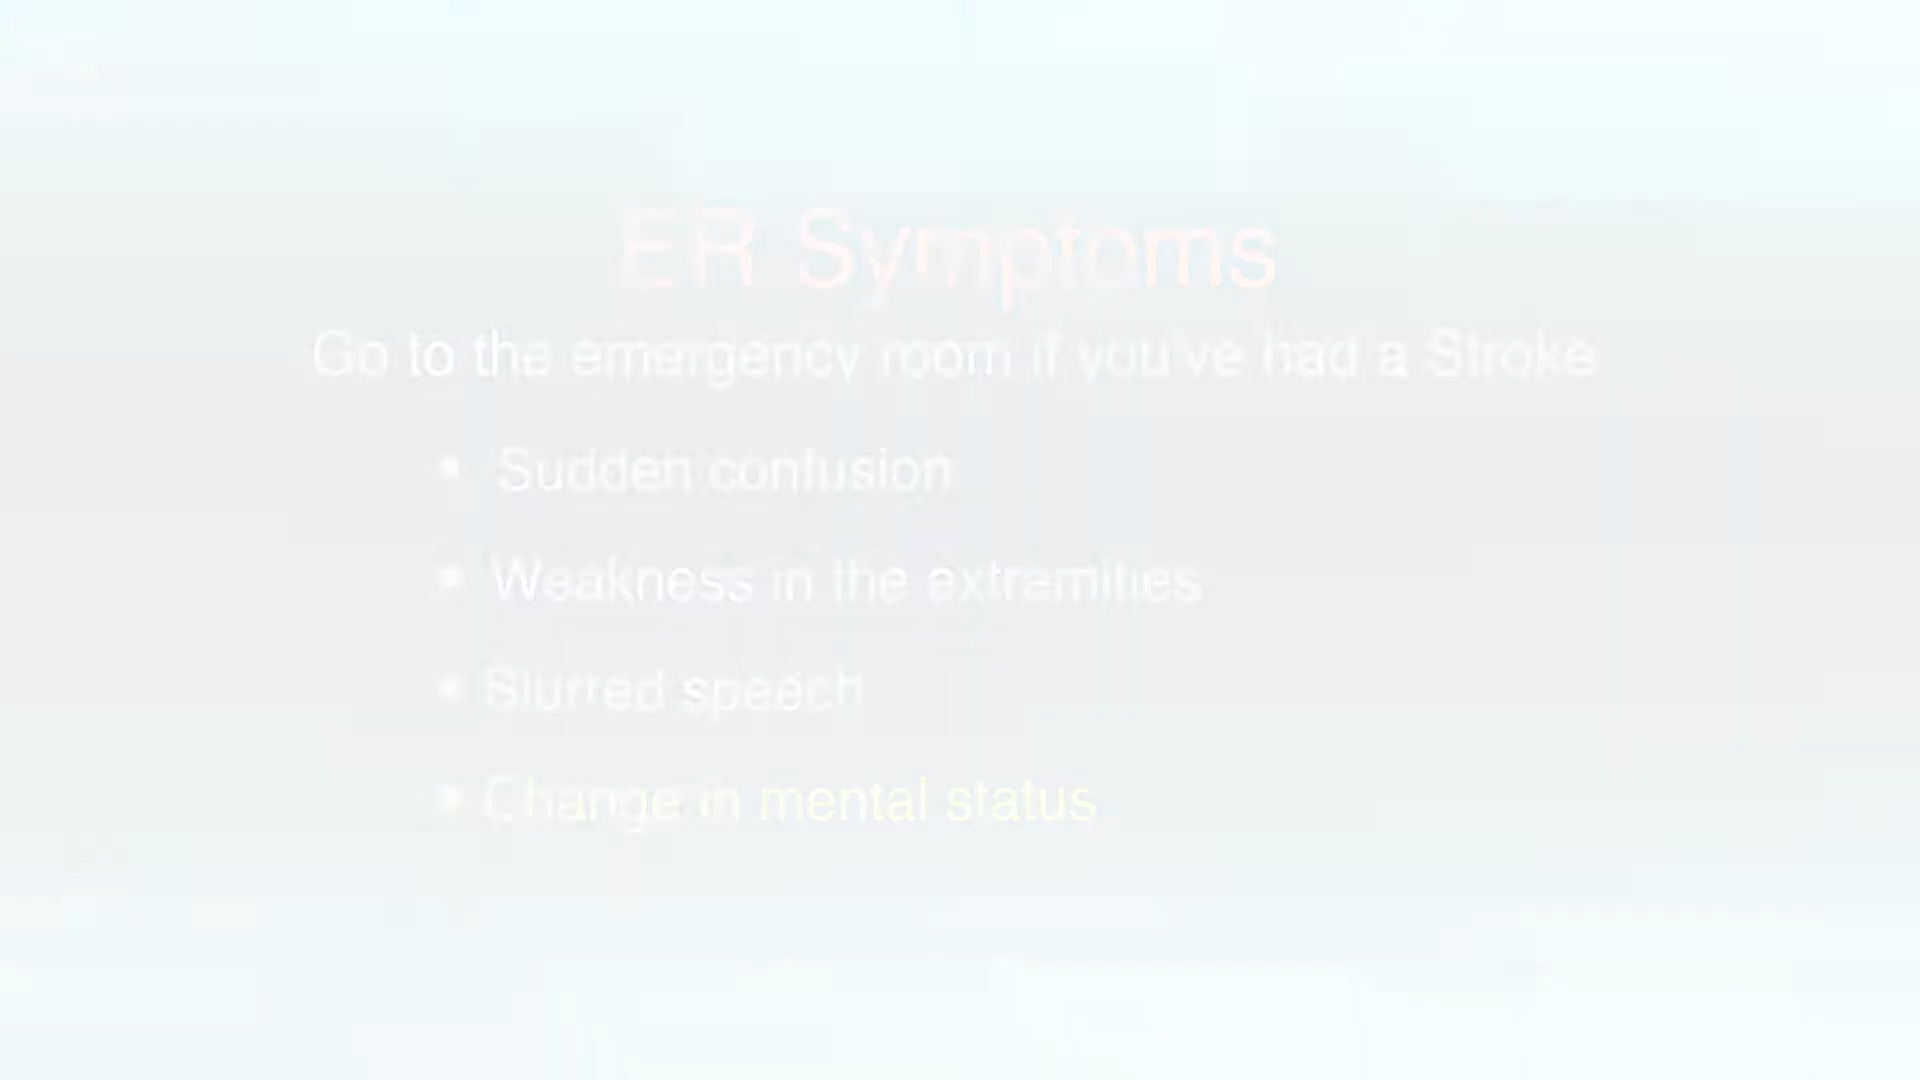 ER Symptoms
Go to the emergency room if you've had a Stroke
• Sudden confusion
• Weakness in the extremities
• Slurred speech
• Change in mental status